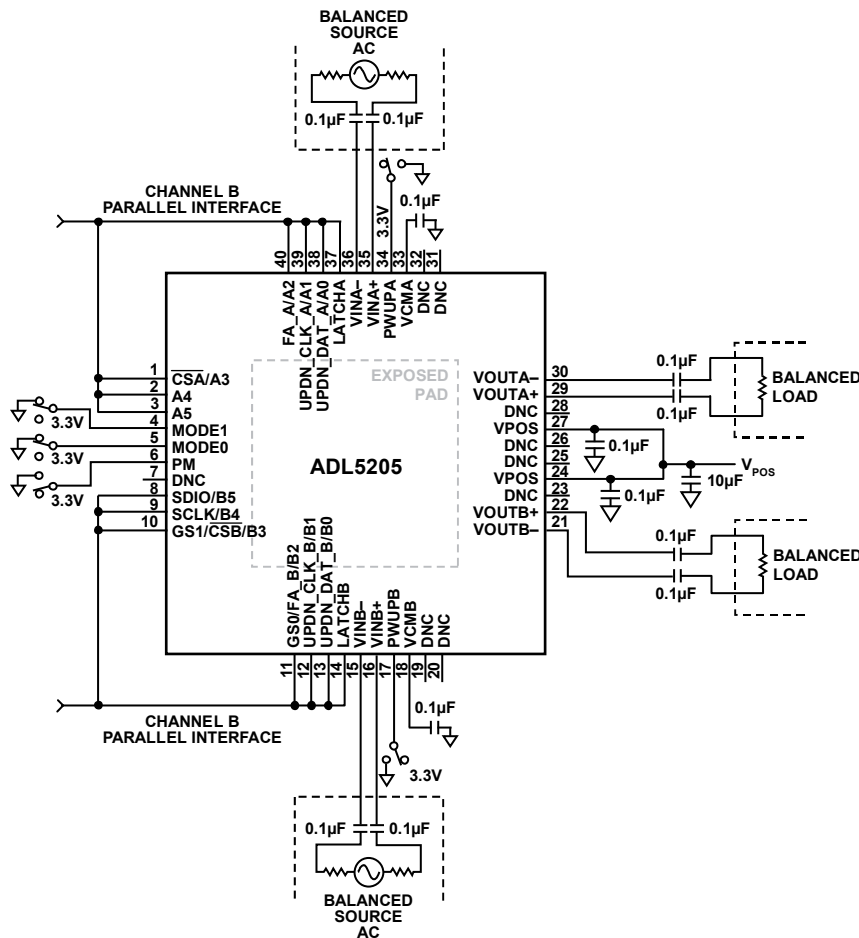 BALANCED
SOURCE
AC
0.1µF 0.1µF
CHANNEL B
PARALLEL INTERFACE
3.3V
0.1µF
40
39
38
37
36
35
34
33
32
31
FA_A/A2
UPDN_CLK_A/A1
UPDN_DAT_A/A0
LATCHA
VINA–
VINA+
PWUPA
VCMA
DNC
DNC
1 CSA/A3
2 A4
3 A5
4 MODE1
5 MODE0
6 PM
7 DNC
8 SDIO/B5
9 SCLK/B4
10 GS1/CSB/B3
3.3V
3.3V
3.3V
EXPOSED
PAD
ADL5205
VOUTA– 30
VOUTA+ 29
DNC 28
VPOS 27
DNC 26
DNC 25
VPOS 24
DNC 23
VOUTB+ 22
VOUTB– 21
0.1µF
0.1µF
BALANCED
LOAD
0.1µF
0.1µF
10µF
VPOS
0.1µF
0.1µF
BALANCED
LOAD
GS0/FA_B/B2
UPDN_CLK_B/B1
UPDN_DAT_B/B0
LATCHB
VINB–
VINB+
PWUPB
VCMB
DNC
DNC
11
12
13
14
15
16
17
18
19
20
CHANNEL B
PARALLEL INTERFACE
0.1µF
3.3V
0.1µF 0.1µF
BALANCED
SOURCE
AC